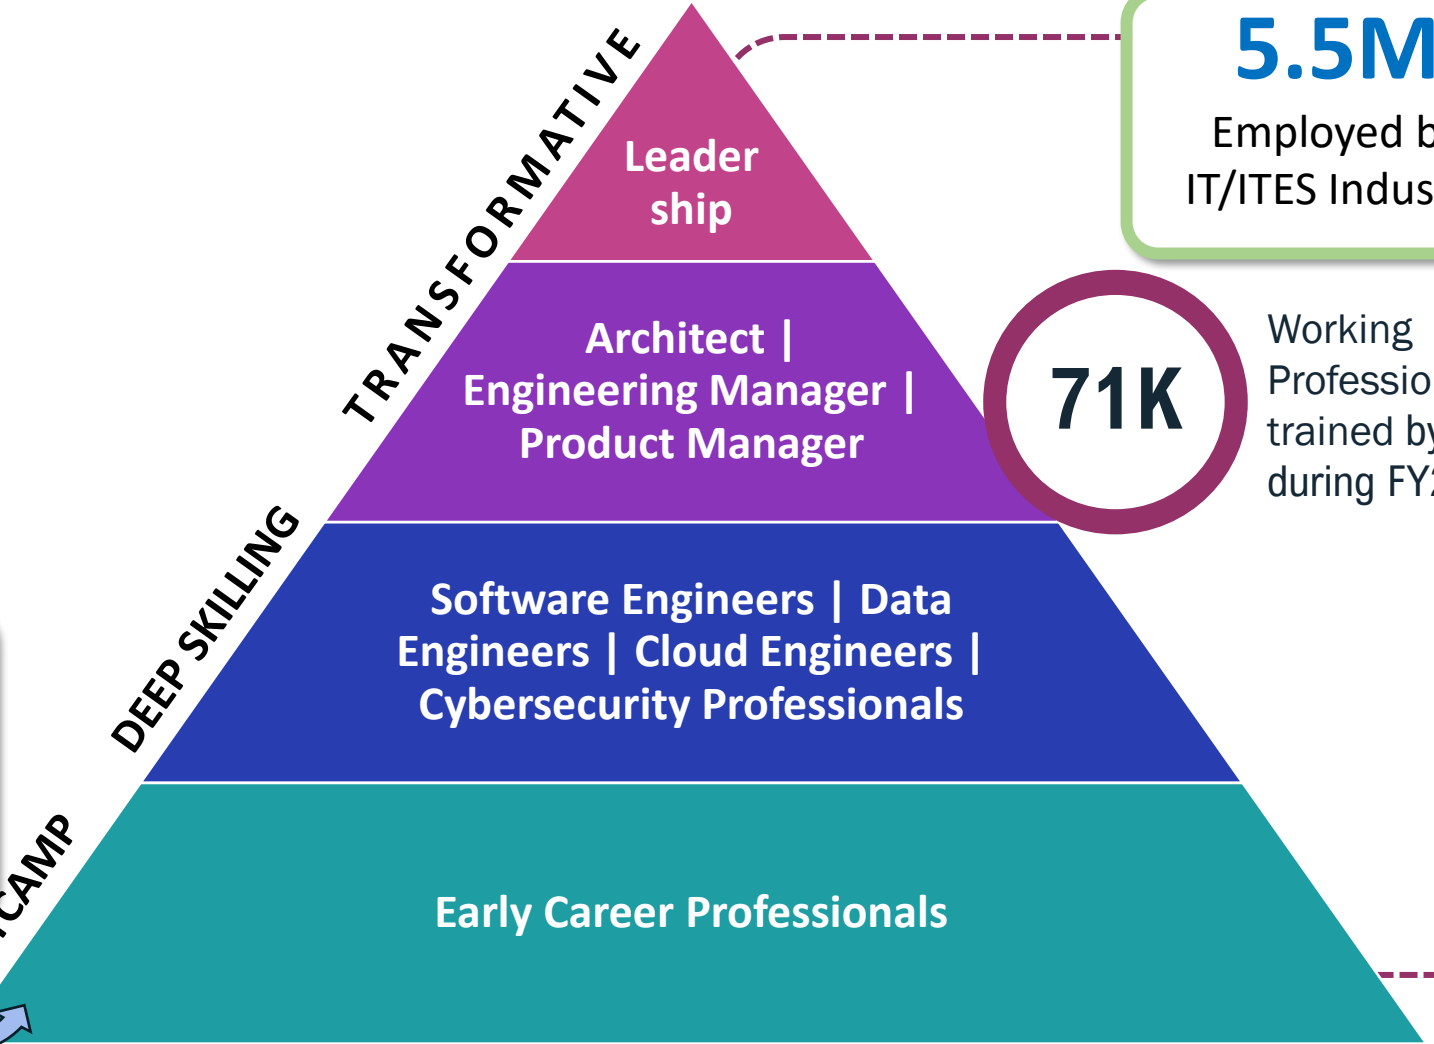 TRANSFORMATIVE
Leader
ship
5.5M
Employed
IT/ITES
Architect |
Engineering Manager |
Product Manager
71K
Working
trained
during
DEEP SKILLING
Software Engineers | Data
Engineers | Cloud Engineers |
Cybersecurity Professionals
Early Career Professionals